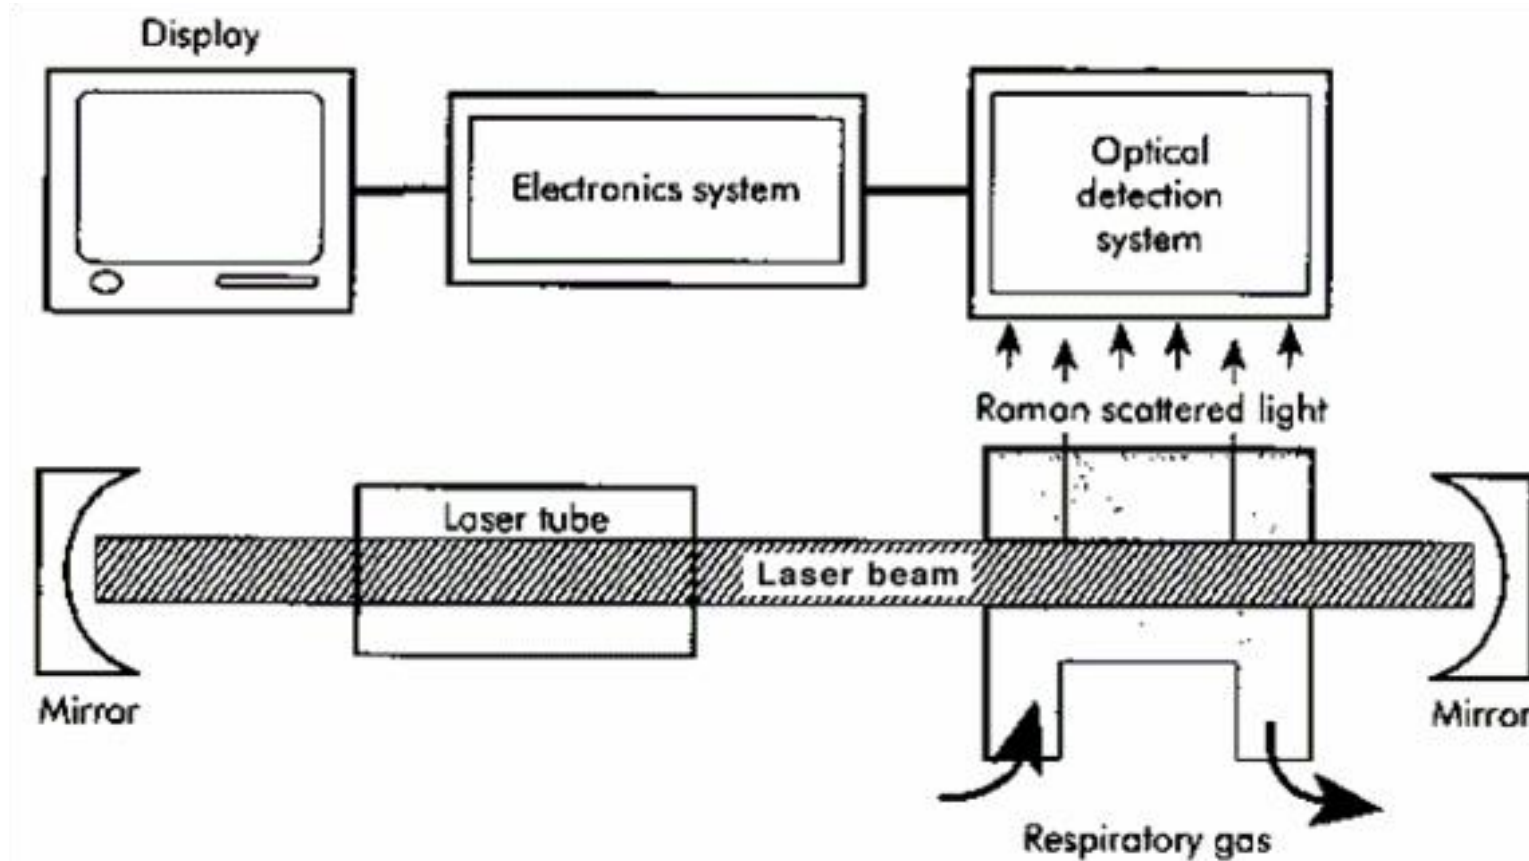 Display
Electronics system
Optical
detection
system
Raman scattered light
Laser tube
Laser beam
Mirror
Mirror
Respiratory gas